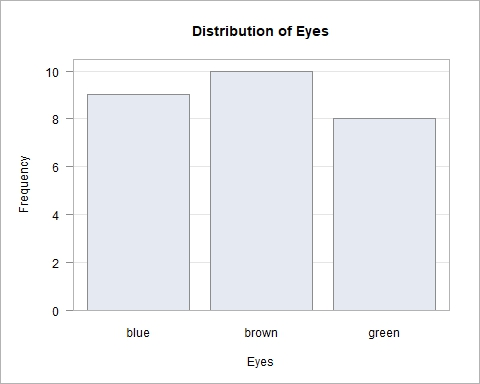 Distribution of Eyes
10
8
6
4
2
0
Frequency
blue brown green
Eyes